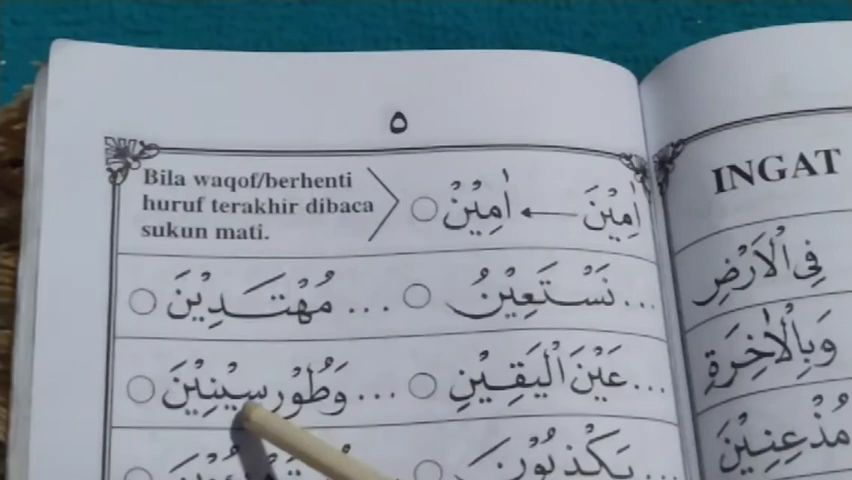 ٥
Bila waqof/berhenti
huruf terakhir dibaca
sukun mati.
اٰمِيْنَ ← اٰمِيْنْ ○
... نَسْتَعِيْنُ ○ ... مُهْتَدِيْنَ ○
... عَيْنَ الْيَقِيْنِ ○ ... وَطُوْرِسِيْنِيْنَ ○
... يَكْذِبُوْنَ ○
INGAT
فِى الْاَرْضِ
وَبِالْاٰخِرَةِ
مُذْعِنِيْنَ